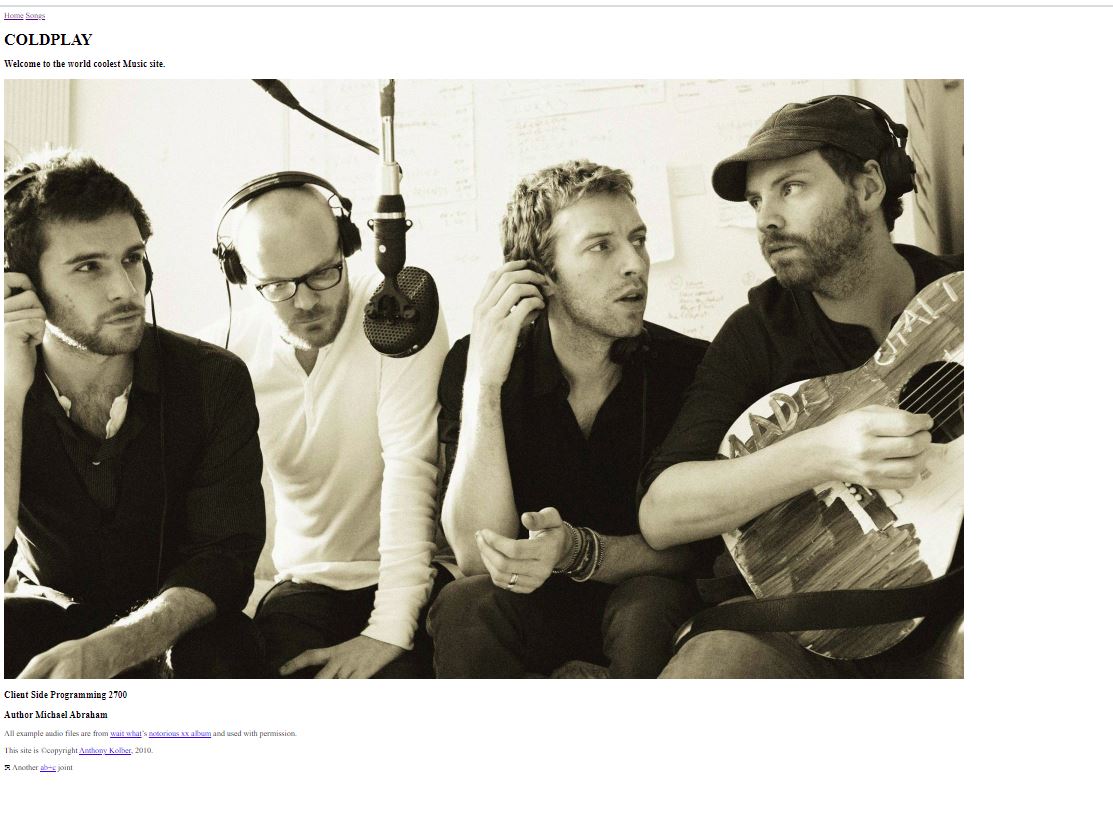 Home Songs
COLDPLAY
Welcome to the world coolest Music site.
Client Side Programming 2700
Author Michael Abraham
All example audio files are from wait what's notorious xx album and used with permission.
This site is ©copyright Anthony Kolber, 2010.
Another ab+c joint